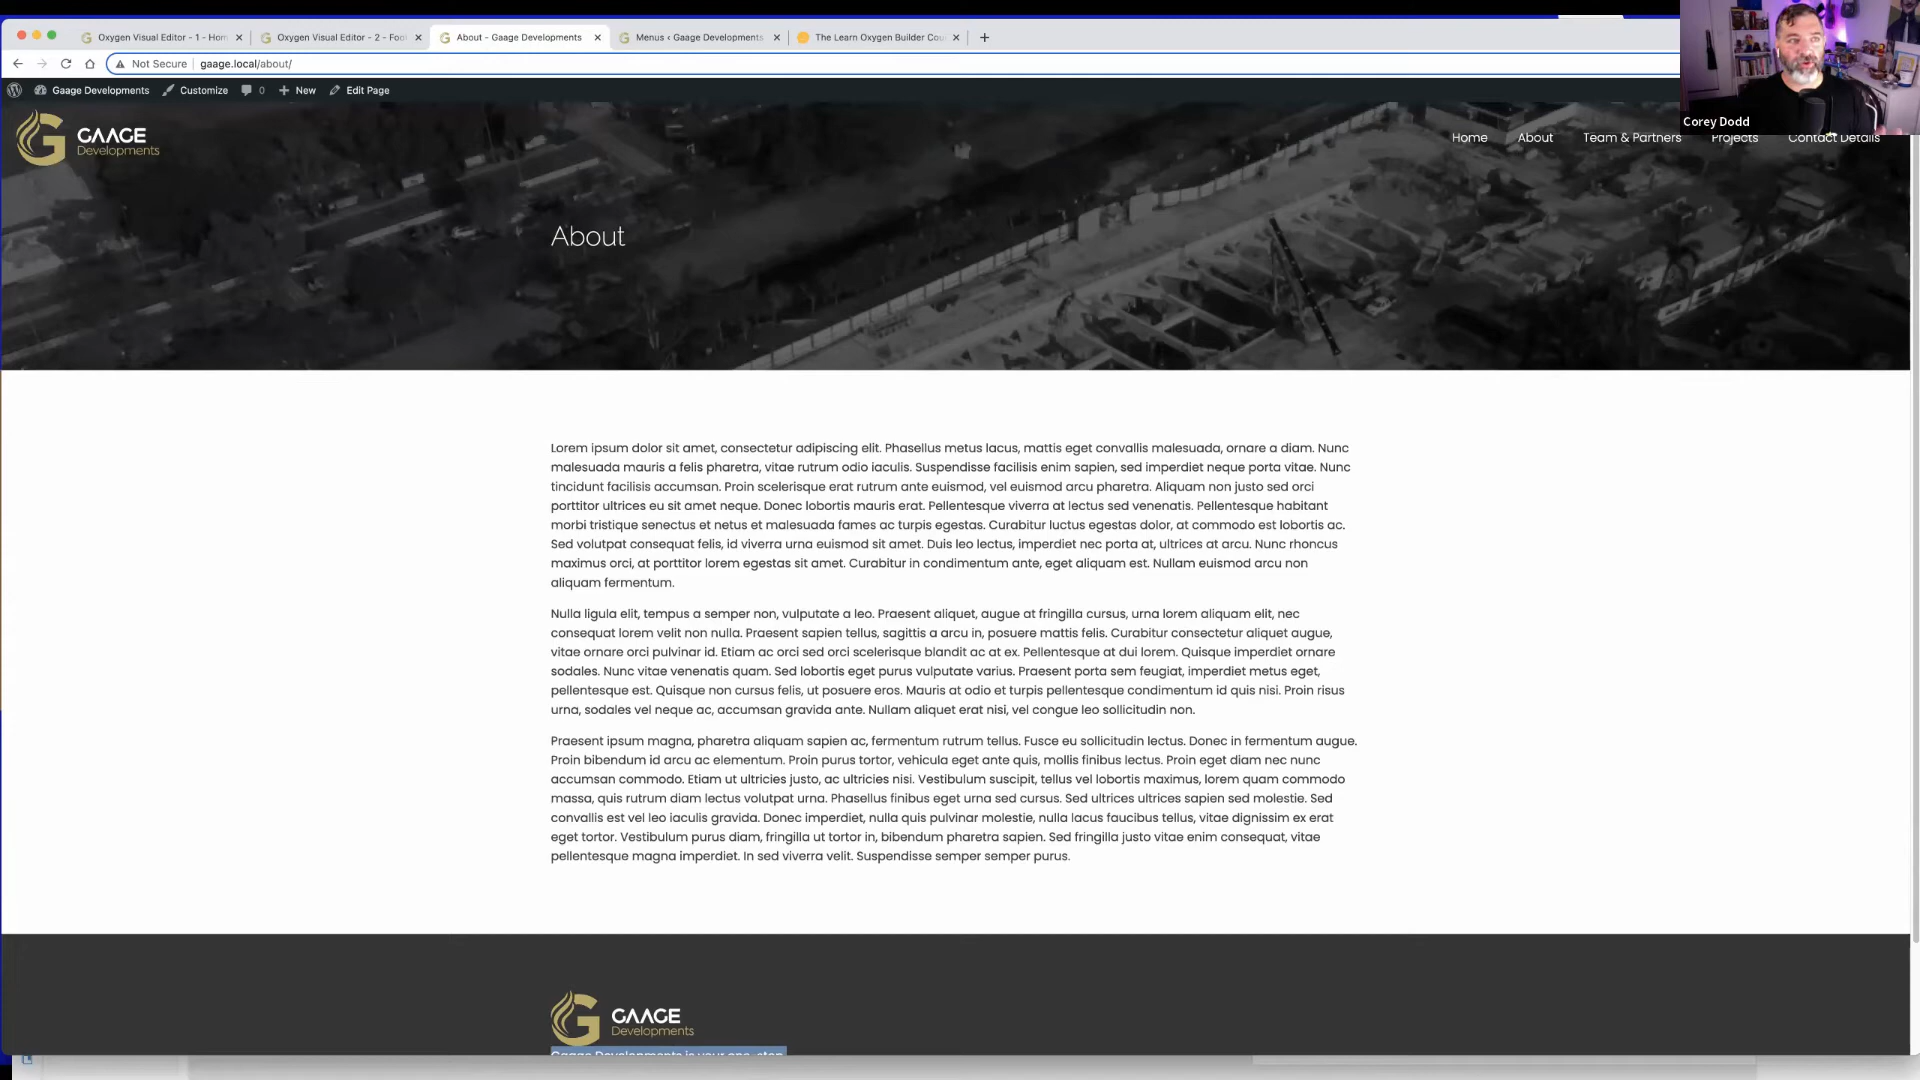 Oxygen Visual Editor - 1 - Hom
Oxygen Visual Editor - 2 - Foot
About - Gaage Developments
Menus ‹ Gaage Developments
The Learn Oxygen Builder Cou
Not Secure
gaage.local/about/
Gaage Developments
Customize
0
New
Edit Page
Corey Dodd
GAAGE
Developments
Home
About
Team & Partners
Projects
Contact Details
About
Lorem ipsum dolor sit amet, consectetur adipiscing elit. Phasellus metus lacus, mattis eget convallis malesuada, ornare a diam. Nunc
malesuada mauris a felis pharetra, vitae rutrum odio iaculis. Suspendisse facilisis enim sapien, sed imperdiet neque porta vitae. Nunc
tincidunt facilisis accumsan. Proin scelerisque erat rutrum ante euismod, vel euismod arcu pharetra. Aliquam non justo sed orci
porttitor ultrices eu sit amet neque. Donec lobortis mauris erat. Pellentesque viverra at lectus sed venenatis. Pellentesque habitant
morbi tristique senectus et netus et malesuada fames ac turpis egestas. Curabitur luctus egestas dolor, at commodo est lobortis ac.
Sed volutpat consequat felis, id viverra urna euismod sit amet. Duis leo lectus, imperdiet nec porta at, ultrices at arcu. Nunc rhoncus
maximus orci, at porttitor lorem egestas sit amet. Curabitur in condimentum ante, eget aliquam est. Nullam euismod arcu non
aliquam fermentum.
Nulla ligula elit, tempus a semper non, vulputate a leo. Praesent aliquet, augue at fringilla cursus, urna lorem aliquam elit, nec
consequat lorem velit non nulla. Praesent sapien tellus, sagittis a arcu in, posuere mattis felis. Curabitur consectetur aliquet augue,
vitae ornare orci pulvinar id. Etiam ac orci sed orci scelerisque blandit ac at ex. Pellentesque at dui lorem. Quisque imperdiet ornare
sodales. Nunc vitae venenatis quam. Sed lobortis eget purus vulputate varius. Praesent porta sem feugiat, imperdiet metus eget,
pellentesque est. Quisque non cursus felis, ut posuere eros. Mauris at odio et turpis pellentesque condimentum id quis nisi. Proin risus
urna, sodales vel neque ac, accumsan gravida ante. Nullam aliquet erat nisi, vel congue leo sollicitudin non.
Praesent ipsum magna, pharetra aliquam sapien ac, fermentum rutrum tellus. Fusce eu sollicitudin lectus. Donec in fermentum augue.
Proin bibendum id arcu ac elementum. Proin purus tortor, vehicula eget ante quis, mollis finibus lectus. Proin eget diam nec nunc
accumsan commodo. Etiam ut ultricies justo, ac ultricies nisi. Vestibulum suscipit, tellus vel lobortis maximus, lorem quam commodo
massa, quis rutrum diam lectus volutpat urna. Phasellus finibus eget urna sed cursus. Sed ultrices ultrices sapien sed molestie. Sed
convallis est vel leo iaculis gravida. Donec imperdiet, nulla quis pulvinar molestie, nulla lacus faucibus tellus, vitae dignissim ex erat
eget tortor. Vestibulum purus diam, fringilla ut tortor in, bibendum pharetra sapien. Sed fringilla justo vitae enim consequat, vitae
pellentesque magna imperdiet. In sed viverra velit. Suspendisse semper semper purus.
GAAGE
Developments
Gaage Developments is your one-stop